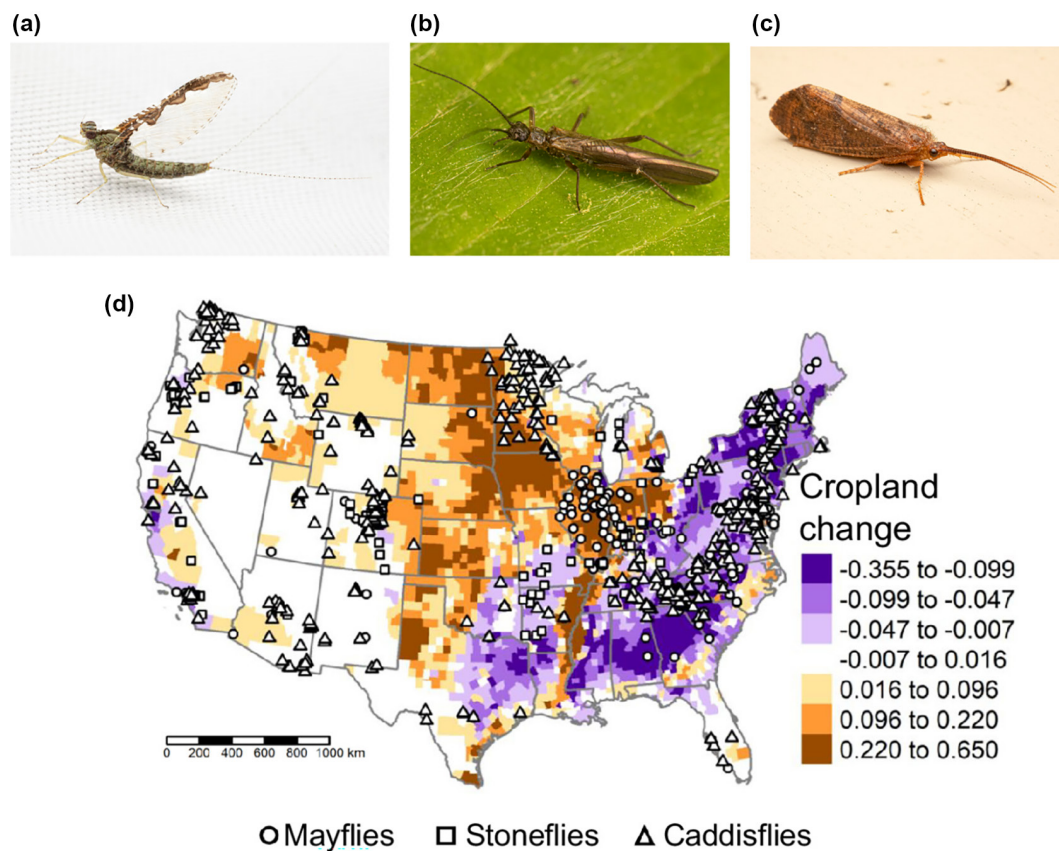 (a)
(b)
(c)
(d)
Cropland
change
-0.355 to -0.099
-0.099 to -0.047
-0.047 to -0.007
-0.007 to 0.016
0.016 to 0.096
0.096 to 0.220
0.220 to 0.650
0 200 400 600 800 1000 km
Mayflies Stoneflies Caddisflies